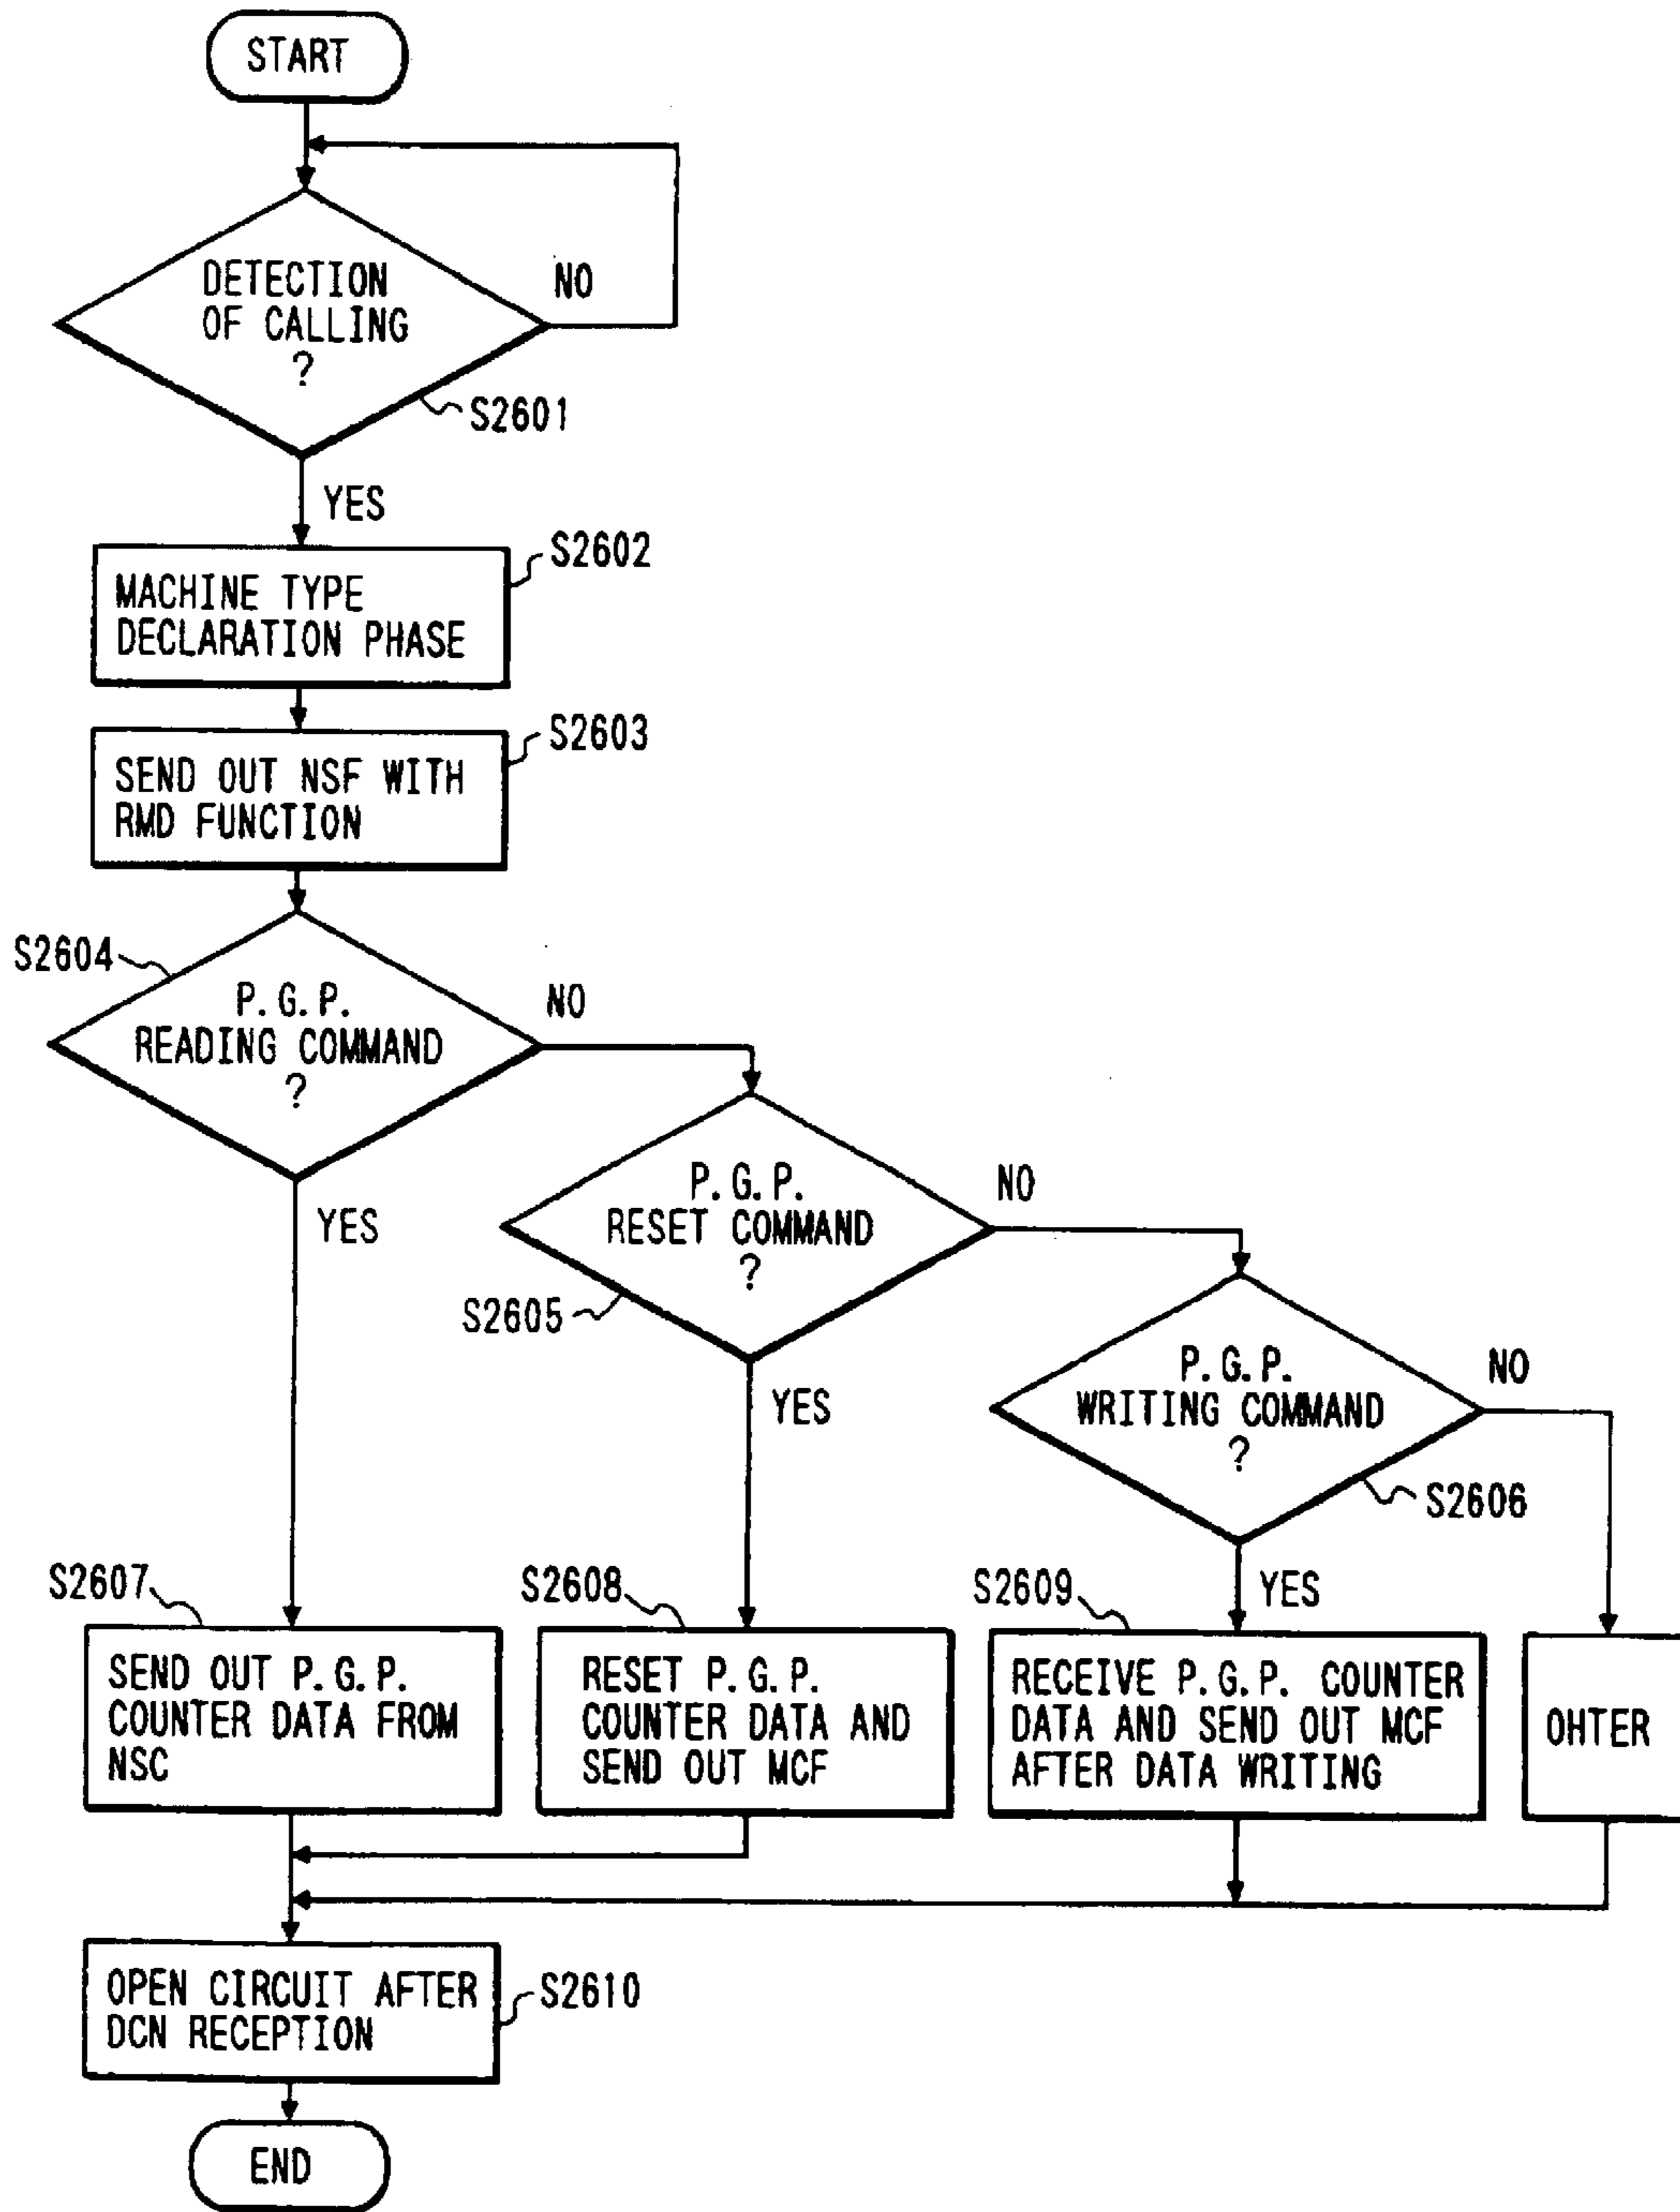 START
DETECTION
OF CALLING
?
NO
S2601
YES
S2602
MACHINE TYPE
DECLARATION PHASE
S2603
SEND OUT NSF WITH
RMD FUNCTION
S2604
P.G.P.
READING COMMAND
?
NO
YES
P.G.P.
RESET COMMAND
?
NO
S2605
YES
P.G.P.
WRITING COMMAND
?
NO
S2606
YES
S2607
SEND OUT P.G.P.
COUNTER DATA FROM
NSC
S2608
RESET P.G.P.
COUNTER DATA AND
SEND OUT MCF
S2609
RECEIVE P.G.P. COUNTER
DATA AND SEND OUT MCF
AFTER DATA WRITING
OHTER
OPEN CIRCUIT AFTER
DCN RECEPTION
S2610
END